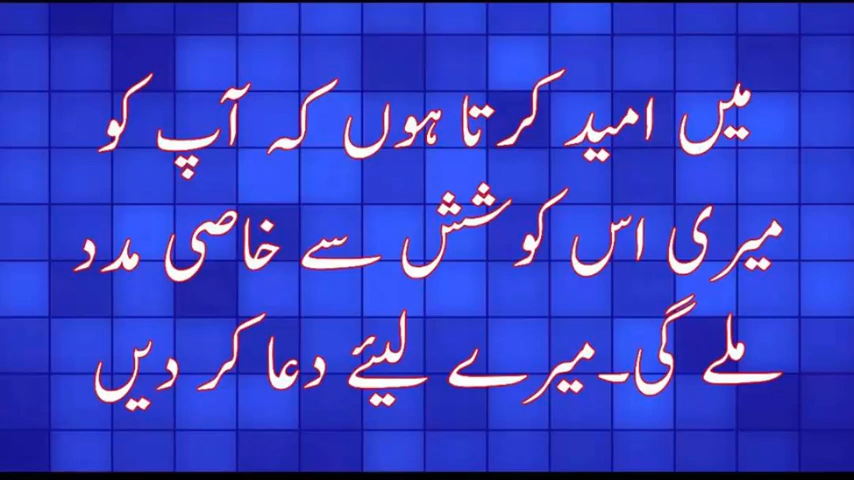 میں امید کرتا ہوں کہ آپ کو
میری اس کوشش سے خاصی مدد
ملے گی۔ میرے لیئے دعا کر دیں